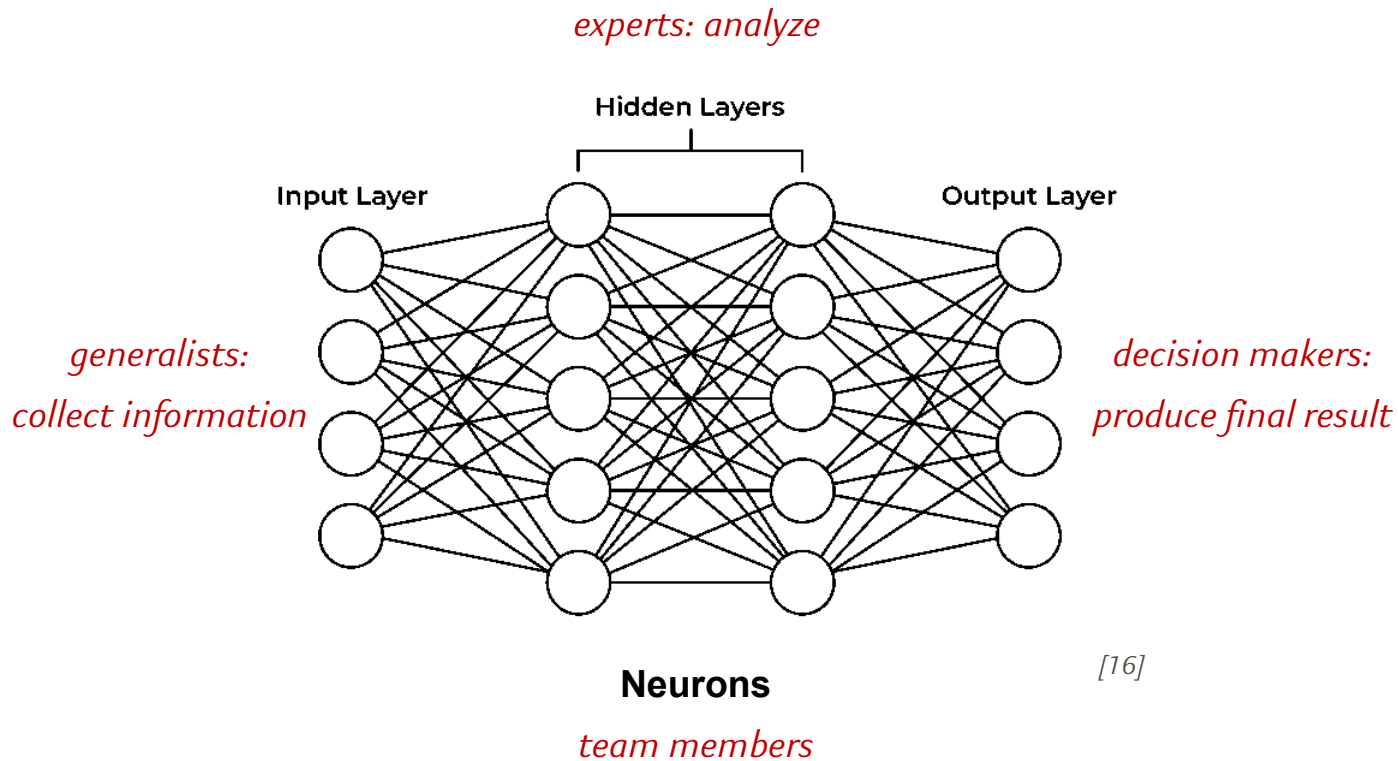 experts: analyze
Hidden Layers
Input Layer
Output Layer
generalists:
collect information
decision makers:
produce final result
[16]
Neurons
team members